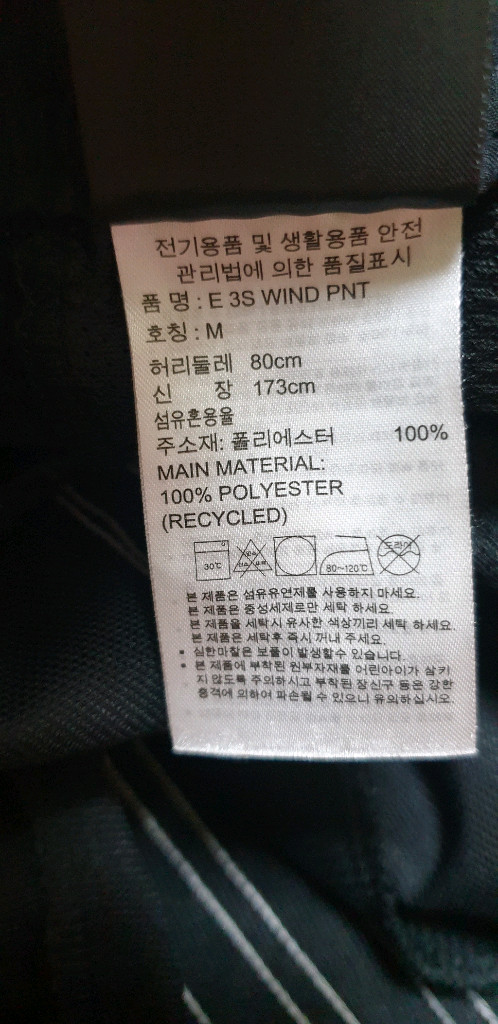 전기용품 및 생활용품 안전
관리법에 의한 품질표시
품 명 : E 3S WIND PNT
호칭 : M
허리둘레 80cm
신 장 173cm
섬유혼용율
주소재: 폴리에스터 100%
MAIN MATERIAL:
100% POLYESTER
(RECYCLED)
30℃ 80~120℃ 드라이
본 제품은 섬유유연제를 사용하지 마세요.
본 제품은 중성세제로만 세탁 하세요.
본 제품을 세탁시 유사한 색상끼리 세탁 하세요.
본 제품은 세탁후 즉시 꺼내 주세요.
• 심한마찰은 보풀이 발생할수 있습니다.
• 본 제품에 부착된 원부자재를 어린아이가 삼키
지 않도록 주의하시고 부착된 장신구 등은 강한
충격에 의하여 파손될 수 있으니 유의하십시오.